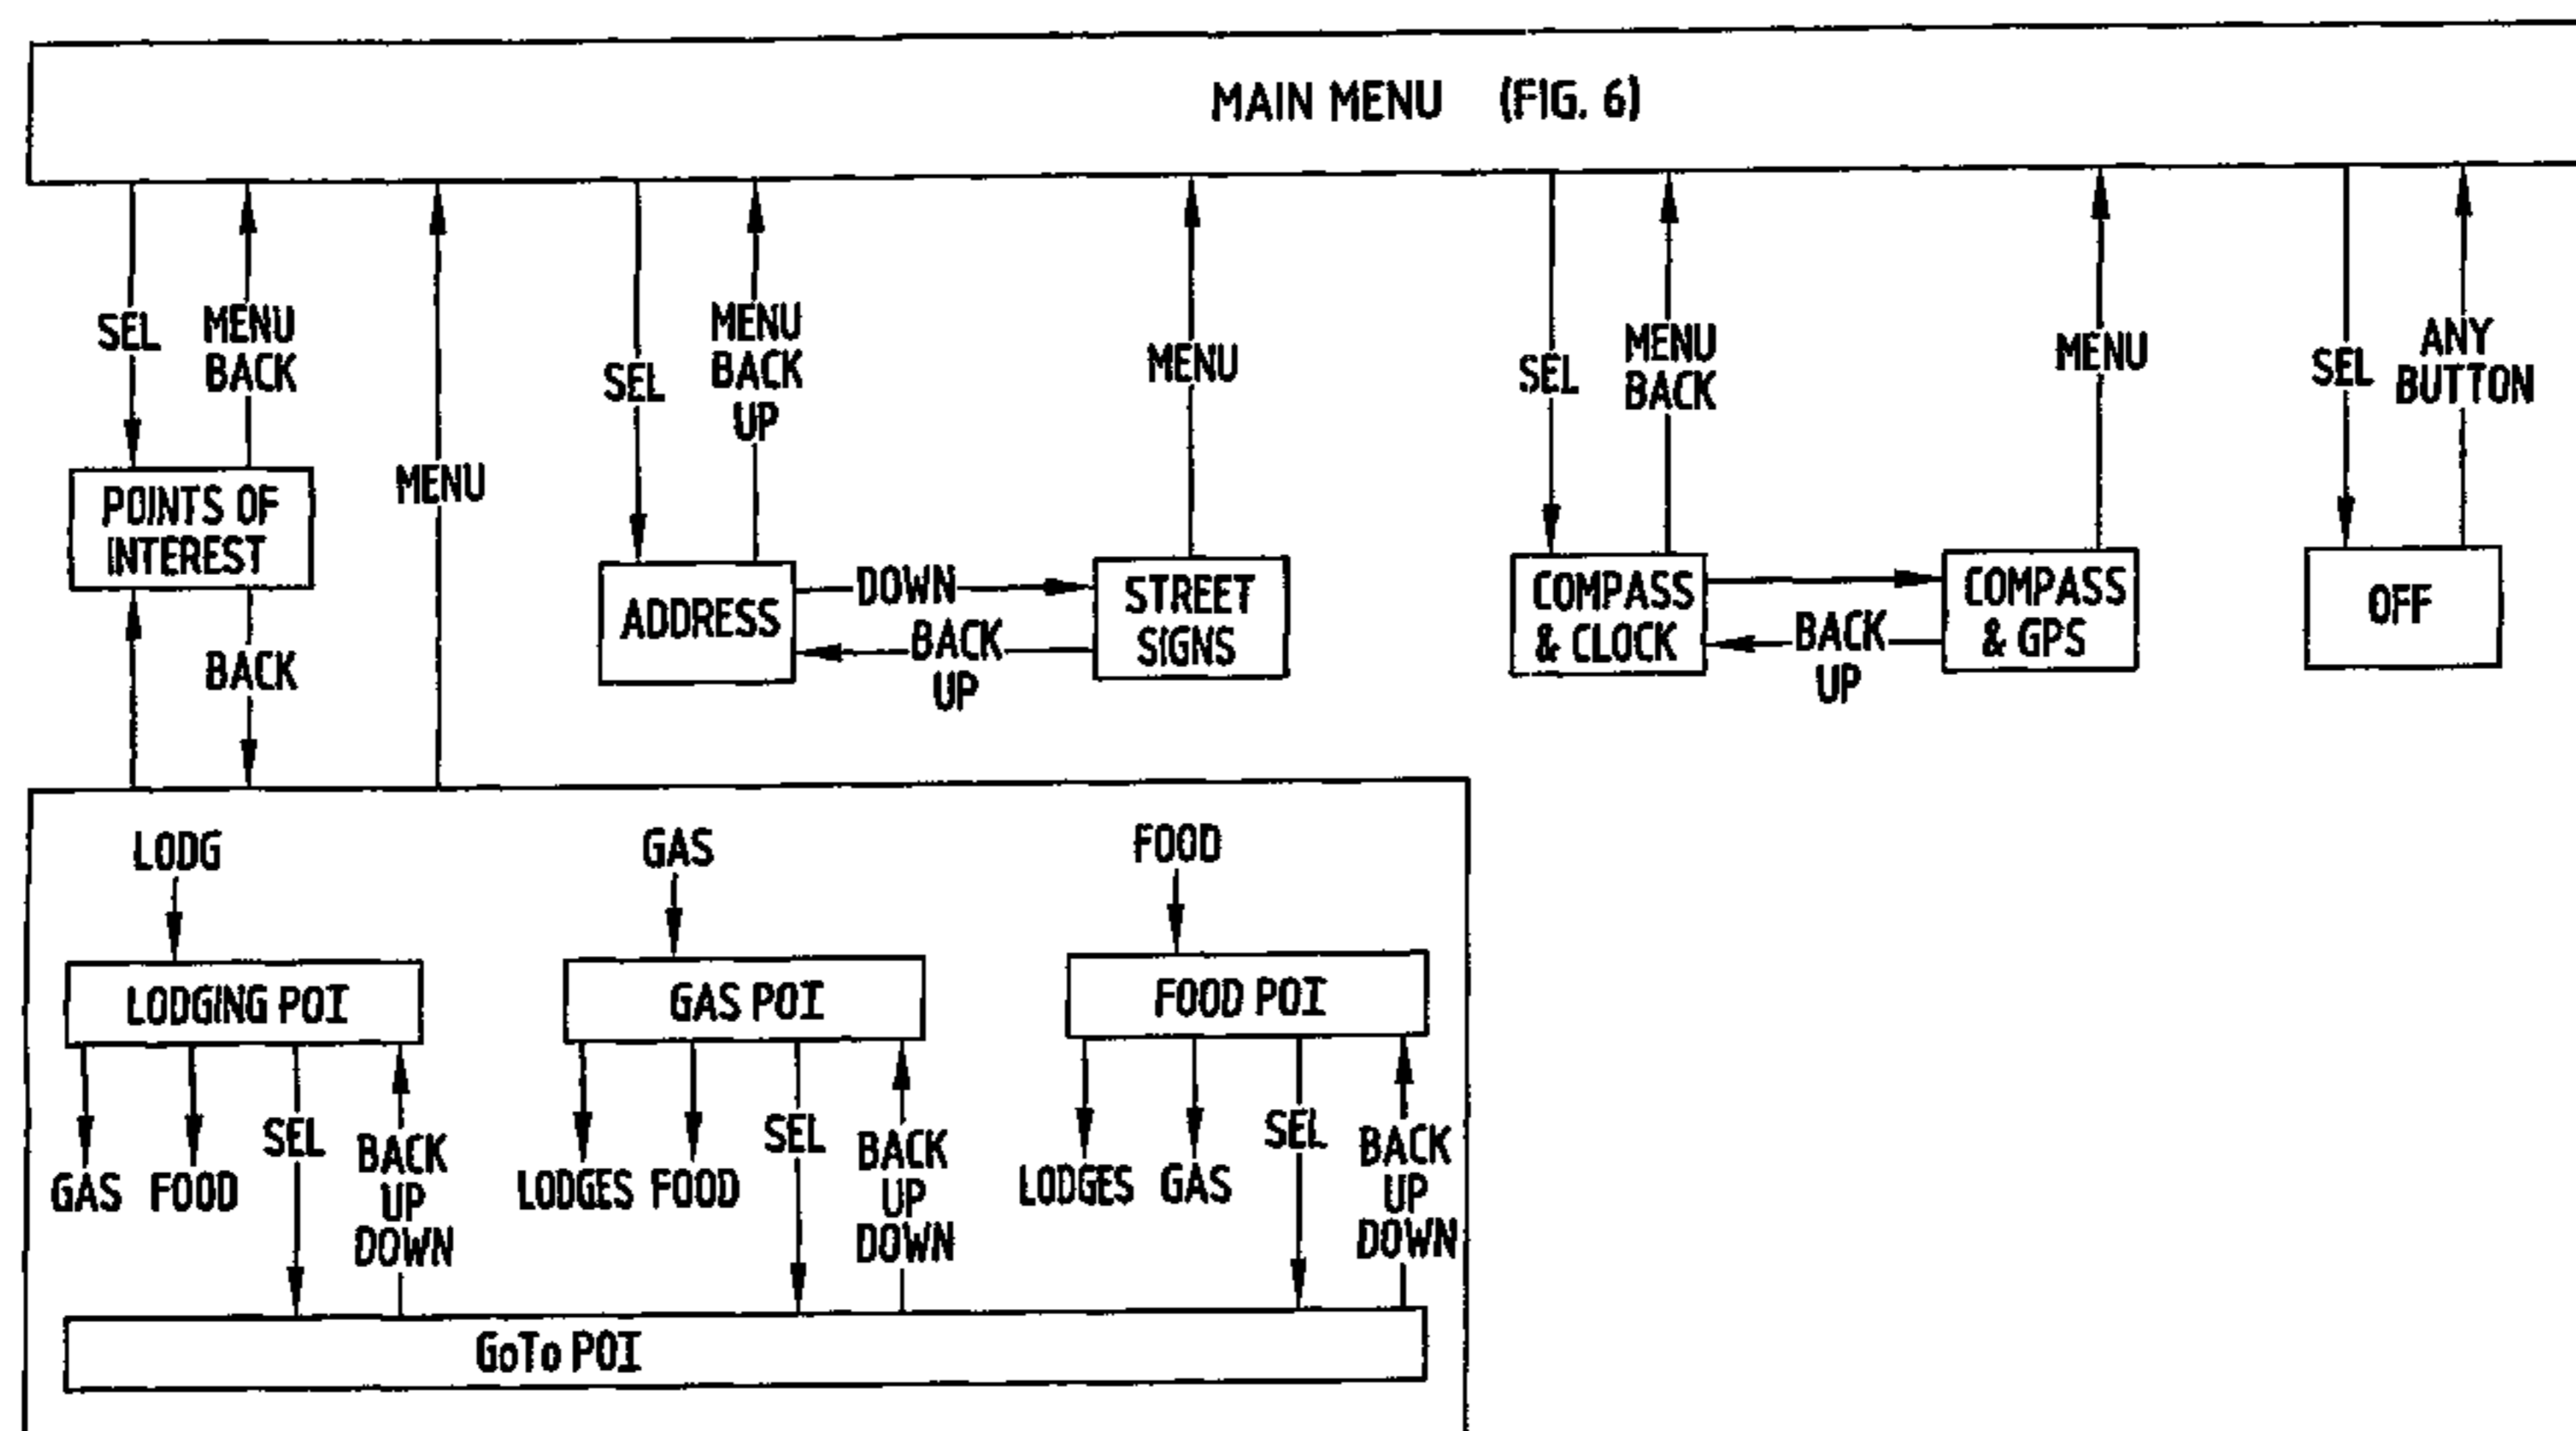 MAIN MENU (FIG. 6)
SEL
MENU
BACK
MENU
SEL
MENU
BACK
UP
MENU
SEL
MENU
BACK
MENU
SEL
ANY
BUTTON
POINTS OF
INTEREST
BACK
ADDRESS
DOWN
BACK
UP
STREET
SIGNS
COMPASS
& CLOCK
BACK
UP
COMPASS
& GPS
OFF
LODG
GAS
FOOD
LODGING POI
GAS POI
FOOD POI
GAS
FOOD
SEL
BACK
UP
DOWN
LODGES
FOOD
SEL
BACK
UP
DOWN
LODGES
GAS
SEL
BACK
UP
DOWN
GoTo POI